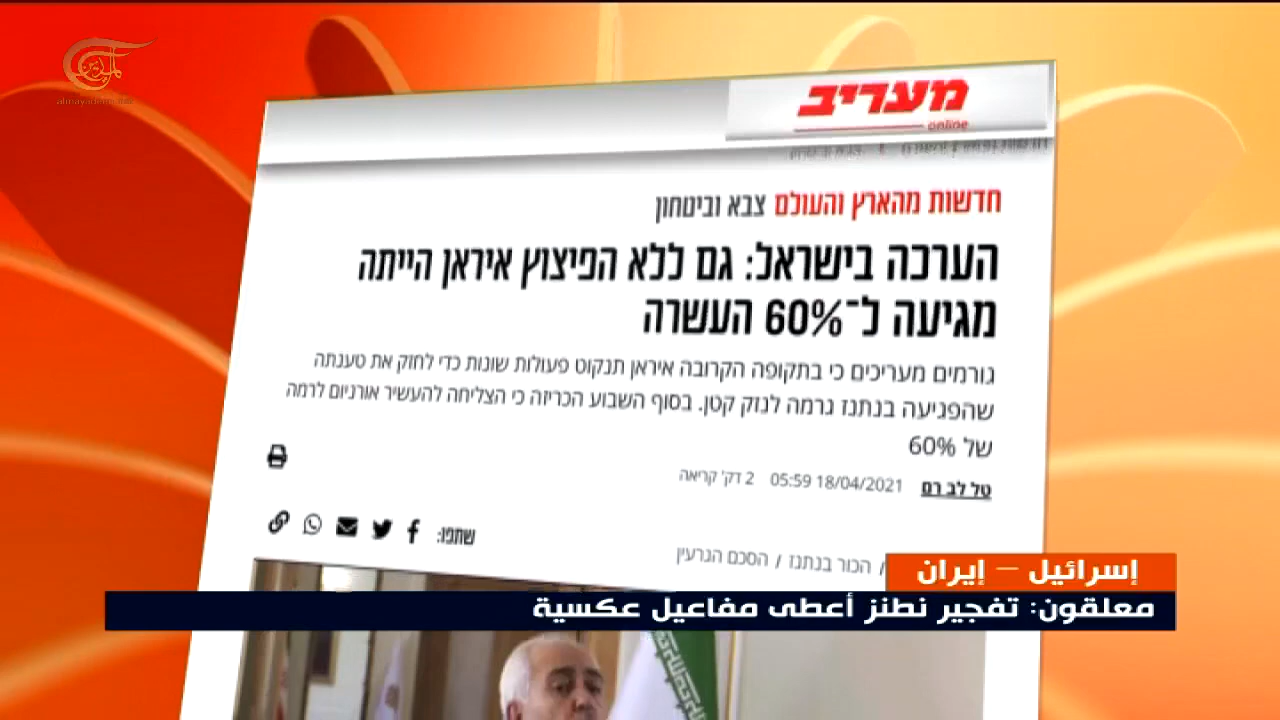 الميادين
almayadeen.net
מעריב
online
חדשות מהארץ והעולם צבא וביטחון
הערכה בישראל: גם ללא הפיצוץ איראן הייתה
מגיעה ל־60% העשרה
גורמים מעריכים כי בתקופה הקרובה איראן תנקוט פעולות שונות כדי לחזק את טענתה
שהפגיעה בנתנז גרמה לנזק קטן. בסוף השבוע הכריזה כי הצליחה להעשיר אורניום לרמה
של 60%
טל לב רם 18/04/2021 05:59 2 דק' קריאה
שתפו:
/ הכור בנתנז / הסכם הגרעין
إسرائيل – إيران
معلقون: تفجير نطنز أعطى مفاعيل عكسية